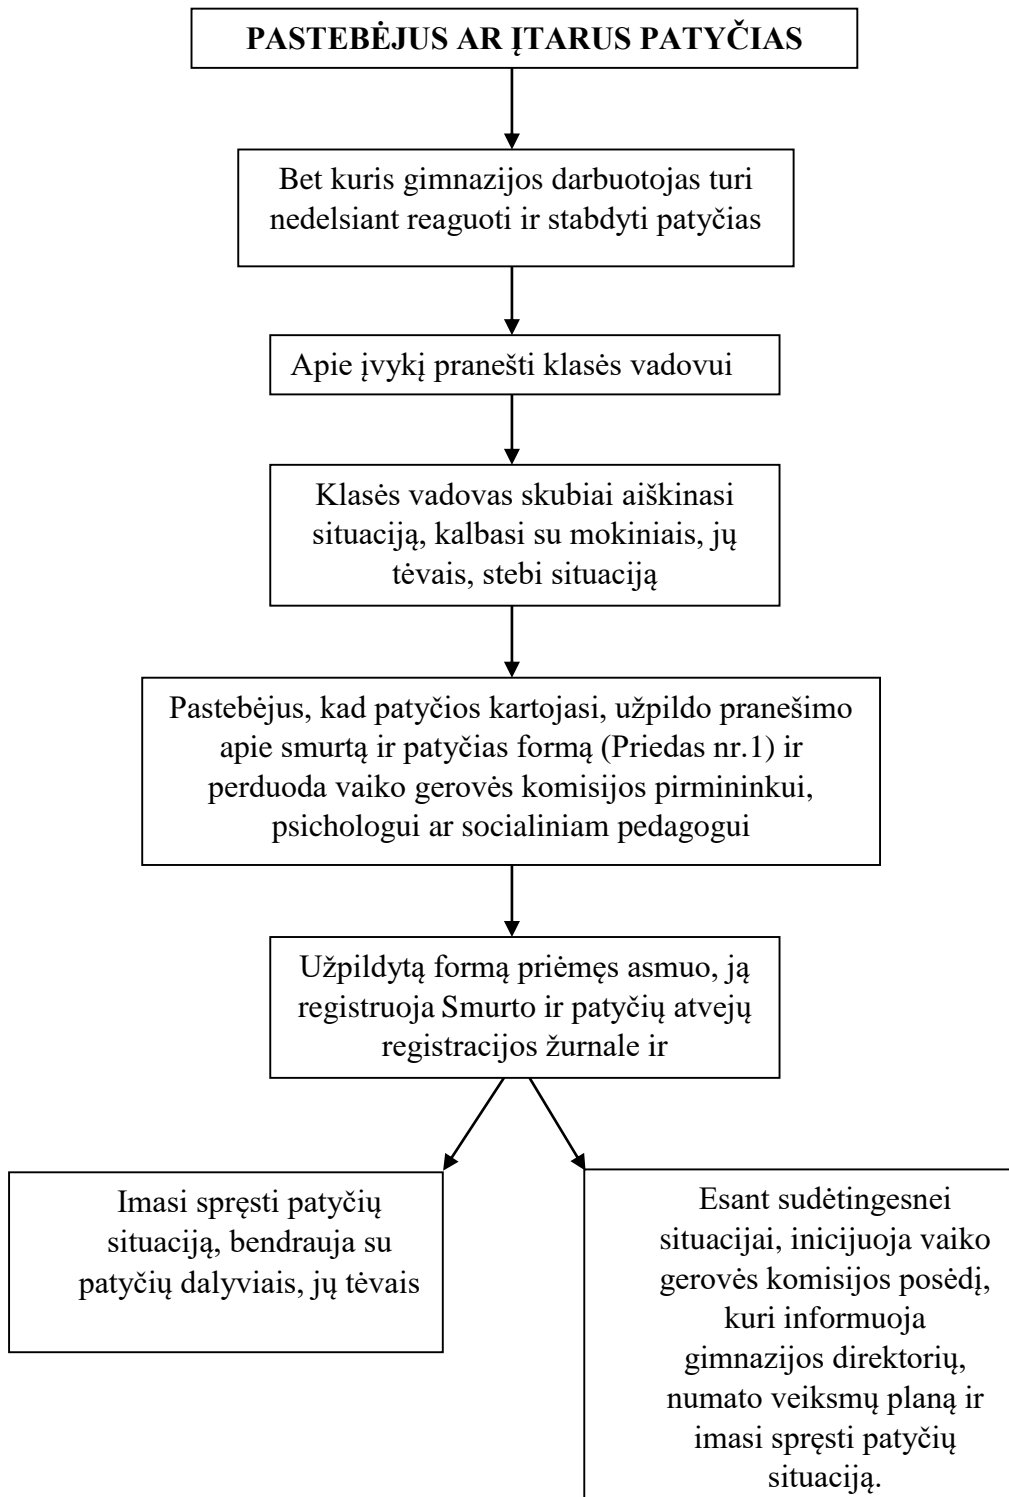 PASTEBĖJUS AR ĮTARUS PATYČIAS
Bet kuris gimnazijos darbuotojas turi
nedelsiant reaguoti ir stabdyti patyčias
Apie įvykį pranešti klasės vadovui
Klasės vadovas skubiai aiškinasi
situaciją, kalbasi su mokiniais, jų
tėvais, stebi situaciją
Pastebėjus, kad patyčios kartojasi, užpildo pranešimo
apie smurtą ir patyčias formą (Priedas nr.1) ir
perduoda vaiko gerovės komisijos pirmininkui,
psichologui ar socialiniam pedagogui
Užpildytą formą priėmęs asmuo, ją
registruoja Smurto ir patyčių atvejų
registracijos žurnale ir
Imasi spręsti patyčių
situaciją, bendrauja su
patyčių dalyviais, jų tėvais
Esant sudėtingesnei
situacijai, inicijuoja vaiko
gerovės komisijos posėdį,
kuri informuoja
gimnazijos direktorių,
numato veiksmų planą ir
imasi spręsti patyčių
situaciją.